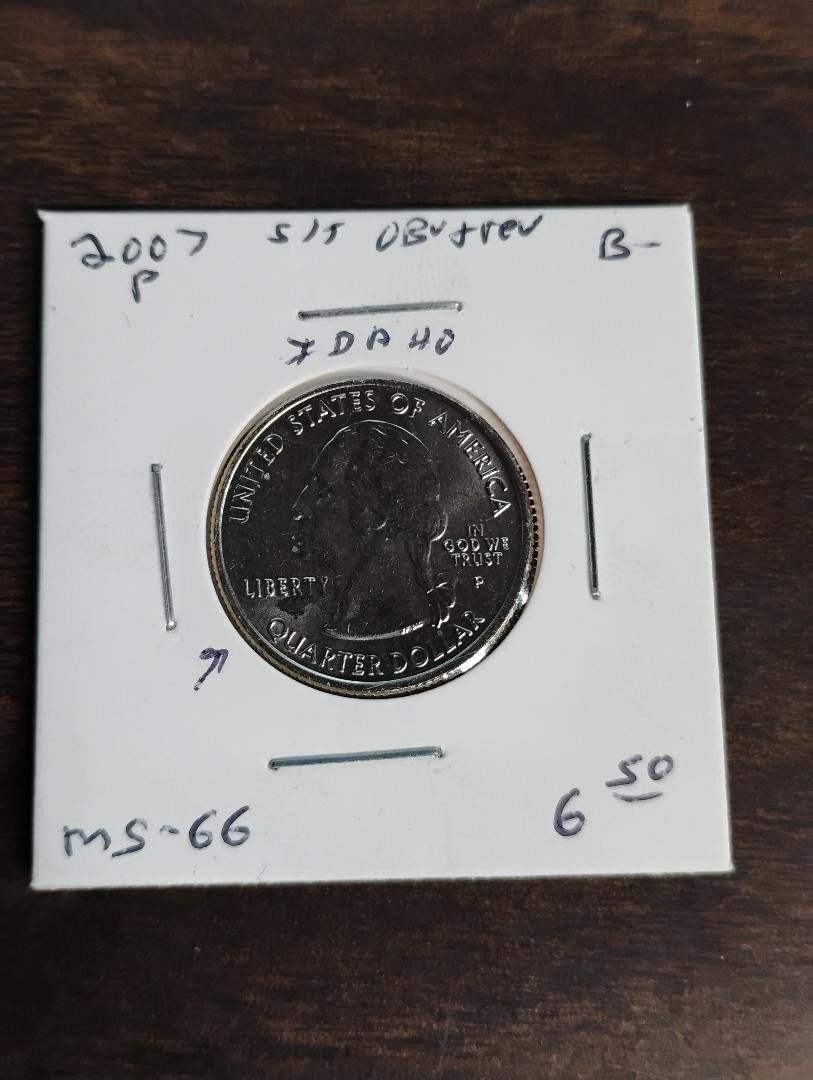 2007 S/T OBV + rev B-
P
IDAHO
UNITED STATES OF AMERICA
IN
GOD WE
TRUST
LIBERTY P
QUARTER DOLLAR
MS-66 6 50